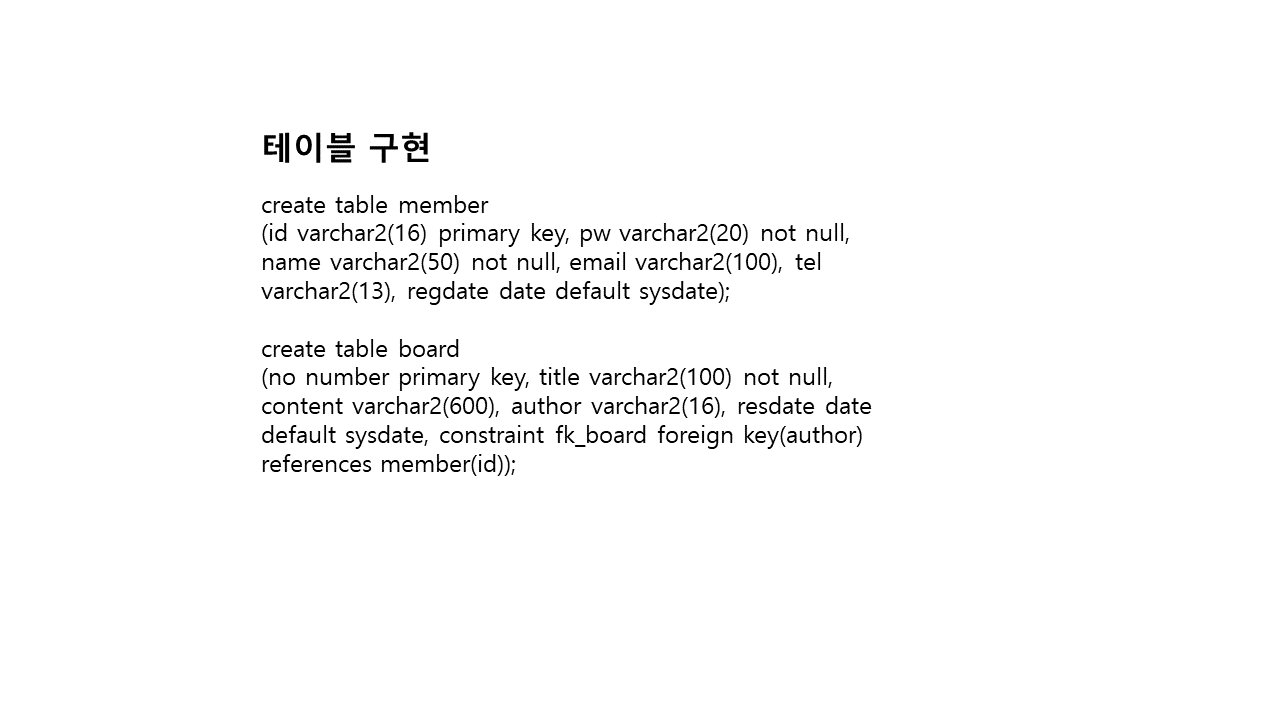 테이블 구현
create table member
(id varchar2(16) primary key, pw varchar2(20) not null,
name varchar2(50) not null, email varchar2(100), tel
varchar2(13), regdate date default sysdate);
create table board
(no number primary key, title varchar2(100) not null,
content varchar2(600), author varchar2(16), resdate date
default sysdate, constraint fk_board foreign key(author)
references member(id));